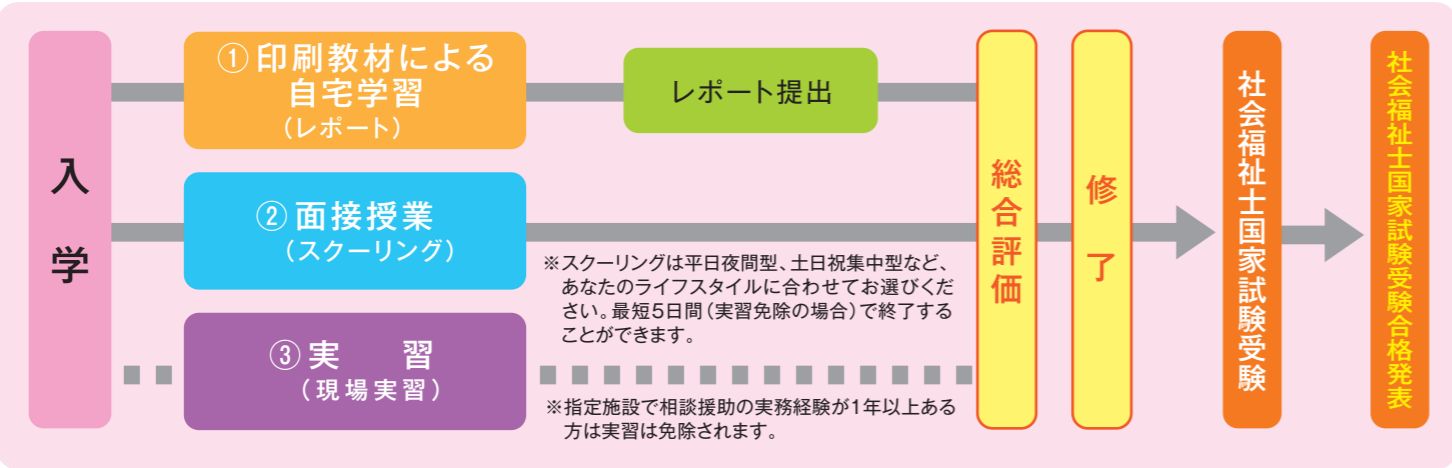 入学
①印刷教材による
自宅学習
(レポート)
レポート提出
②面接授業
(スクーリング)
※スクーリングは平日夜間型、土日祝集中型など、
あなたのライフスタイルに合わせてお選びくだ
さい。最短5日間(実習免除の場合)で終了する
ことができます。
③実　習
(現場実習)
※指定施設で相談援助の実務経験が1年以上ある
方は実習は免除されます。
総合評価
修了
社会福祉士国家試験受験
社会福祉士国家試験受験合格発表